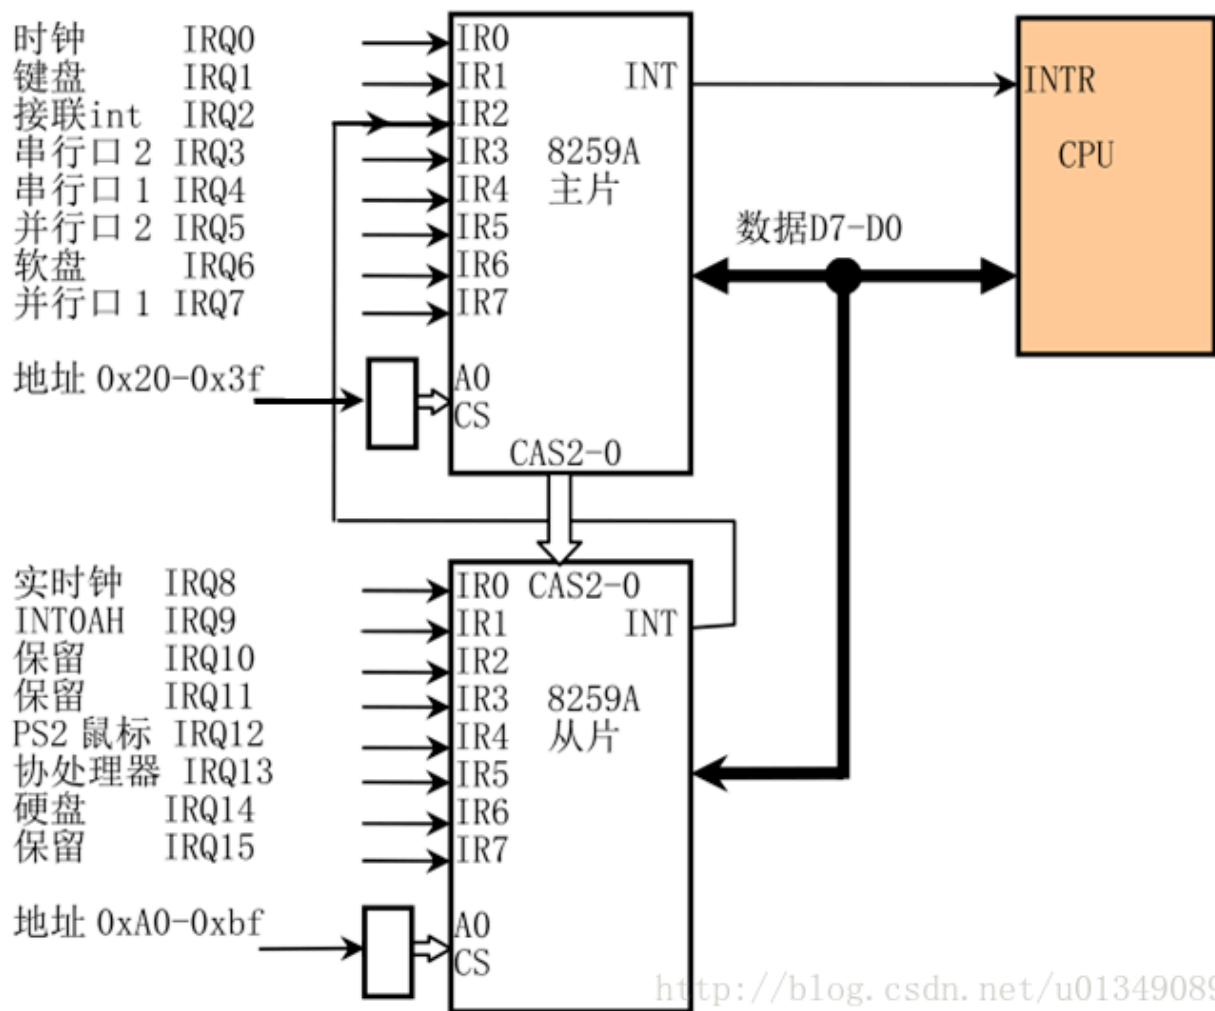 时钟 IRQ0
键盘 IRQ1
接联int IRQ2
串行口 2 IRQ3
串行口 1 IRQ4
并行口 2 IRQ5
软盘 IRQ6
并行口 1 IRQ7
地址 0x20-0x3f
IR0
IR1
IR2
IR3
IR4
IR5
IR6
IR7
A0
CS
INT
8259A
主片
CAS2-0
INTR
CPU
数据D7-D0
实时钟 IRQ8
INT0AH IRQ9
保留 IRQ10
保留 IRQ11
PS2 鼠标 IRQ12
协处理器 IRQ13
硬盘 IRQ14
保留 IRQ15
地址 0xA0-0xbf
IR0 CAS2-0
IR1
IR2
IR3
IR4
IR5
IR6
IR7
A0
CS
INT
8259A
从片
http://blog.csdn.net/u01349089